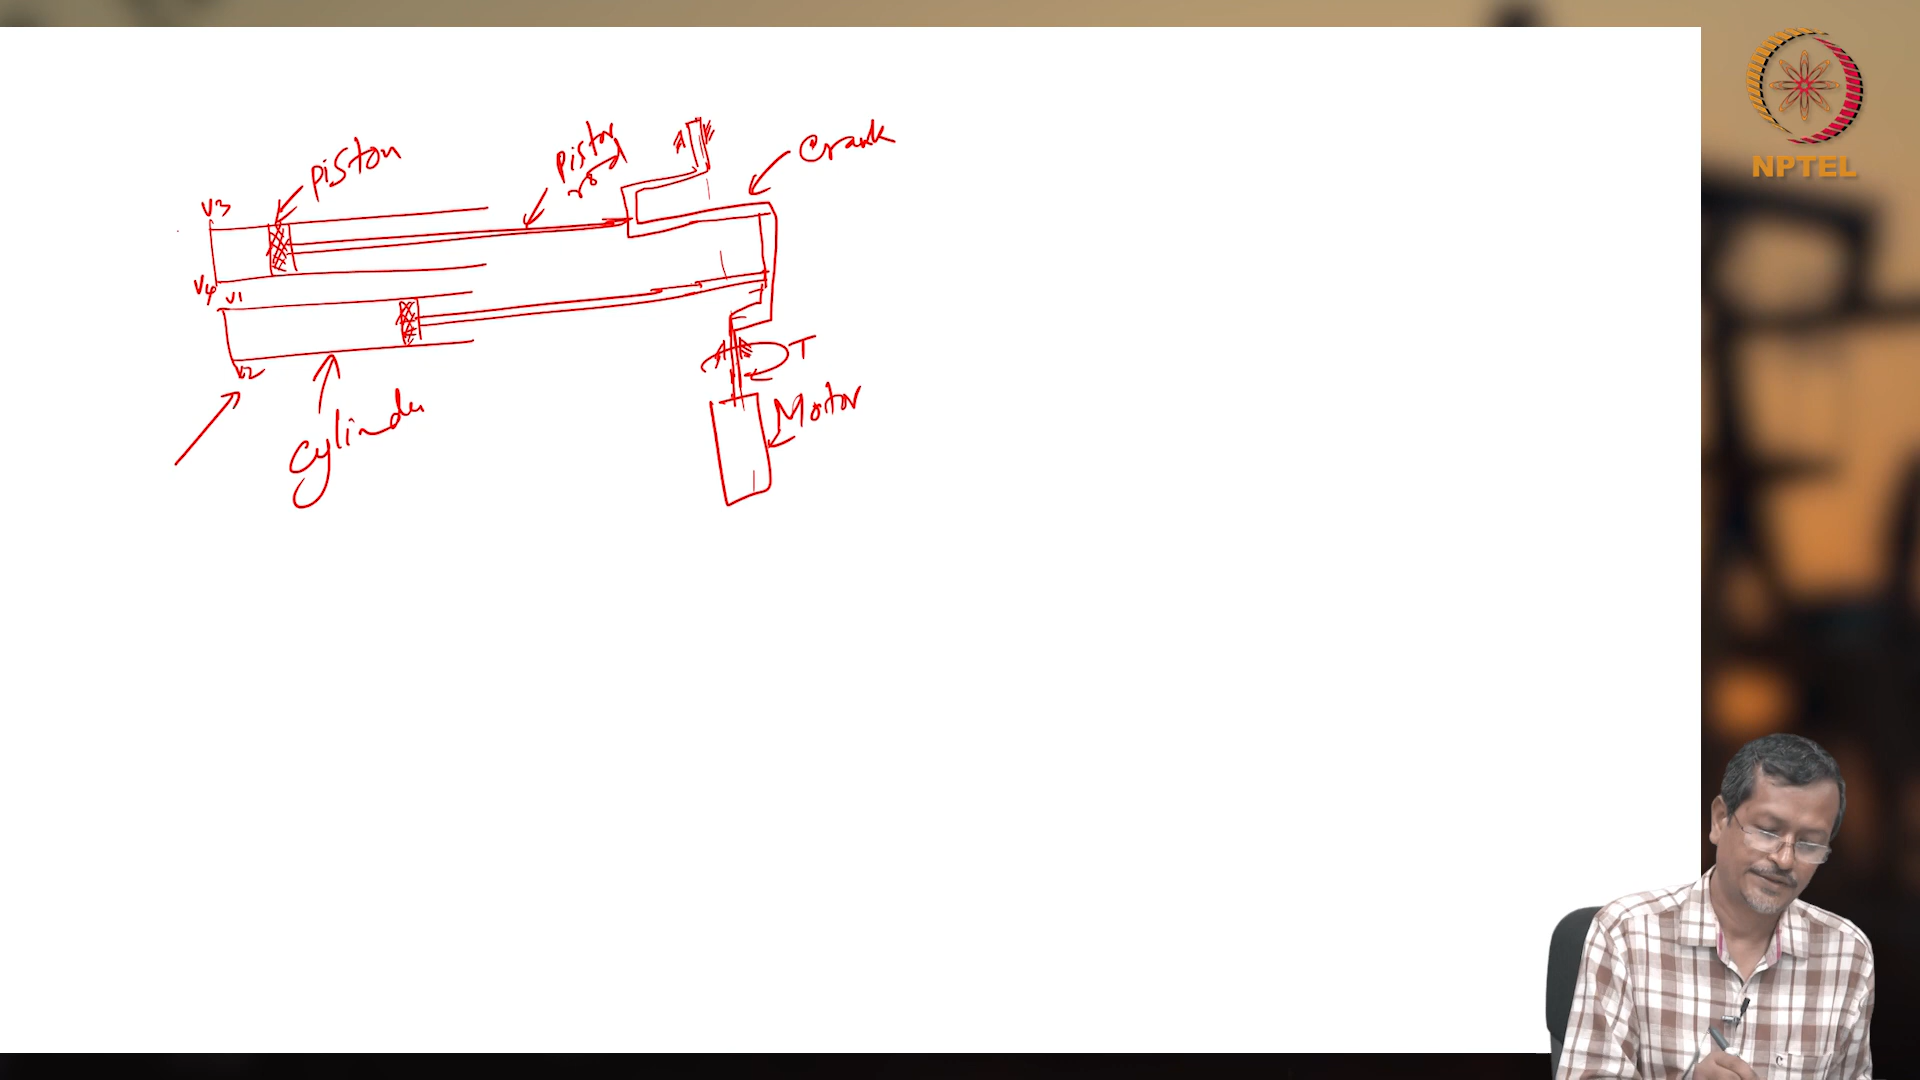 NPTEL
piston
piston
rod
Crank
V3
V4
V1
V2
T
Cylinder
Motor